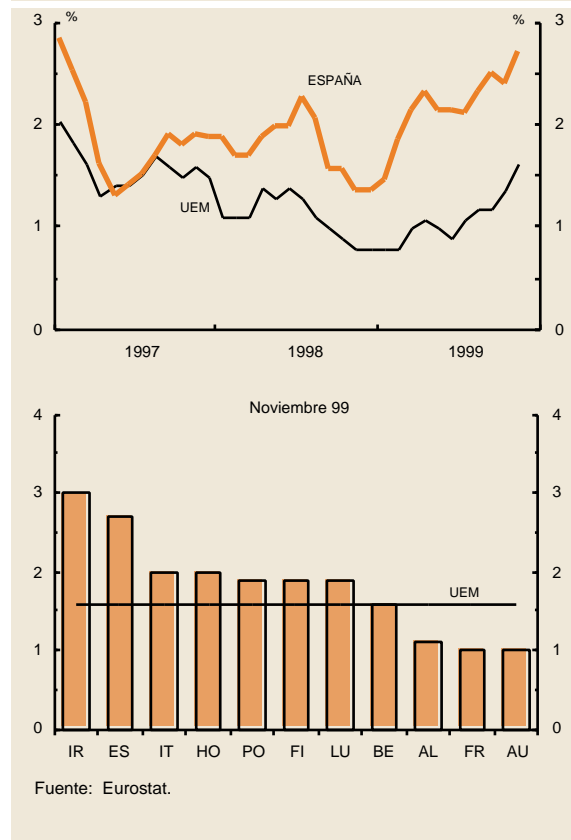 3 % % 3
ESPAÑA
2 2
UEM
1 1
0 0
1997 1998 1999
Noviembre 99
4 4
3 3
2 2
UEM
1 1
0 0
IR ES IT HO PO FI LU BE AL FR AU
Fuente: Eurostat.